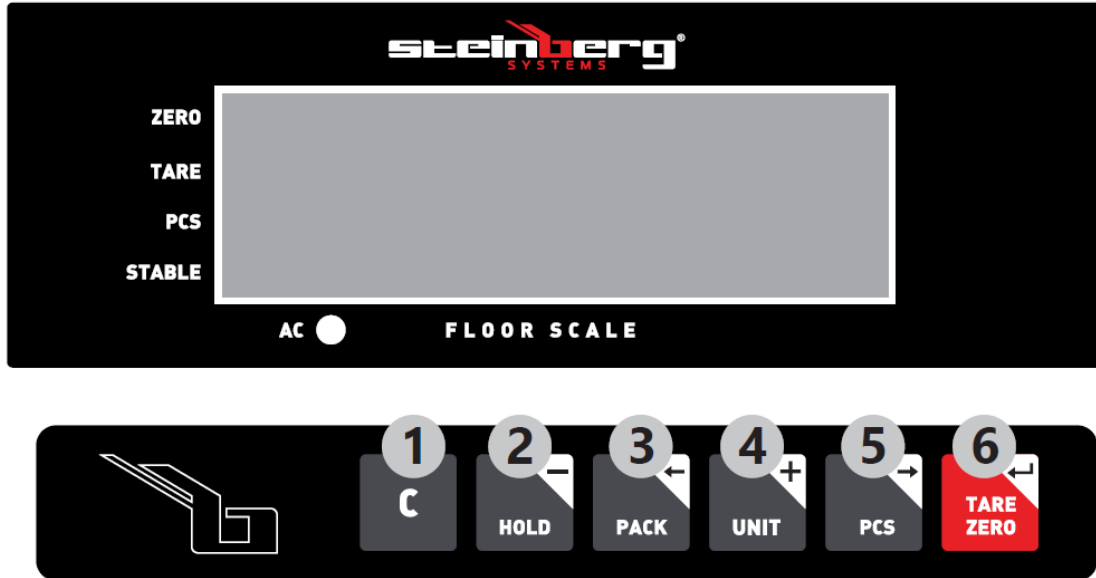 steinberg®
SYSTEMS
ZERO
TARE
PCS
STABLE
AC FLOOR SCALE
1 2 3 4 5 6
− ← + → ↵
C HOLD PACK UNIT PCS TARE ZERO